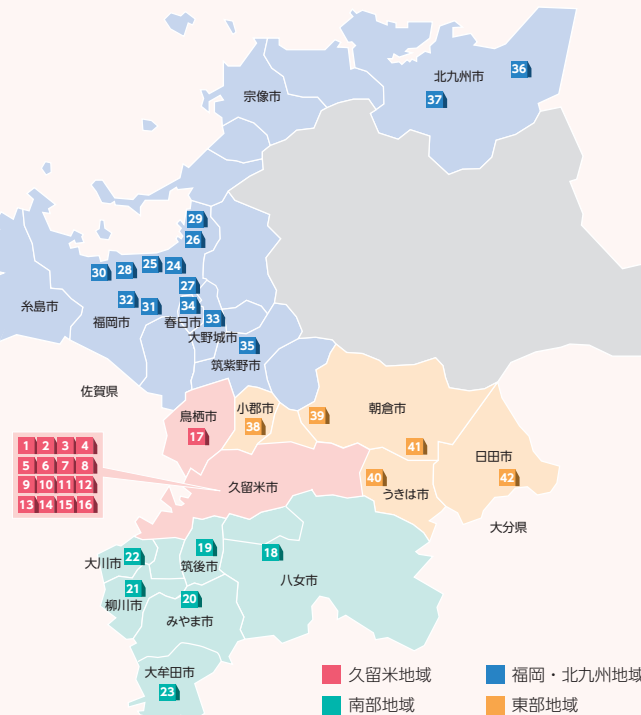 36
北九州市
37
宗像市
29
26
25
24
28
30
27
32
31
34
33
糸島市
福岡市
春日市
大野城市
35
筑紫野市
佐賀県
鳥栖市
小郡市
39
朝倉市
17
38
1 2 3 4
5 6 7 8
9 10 11 12
13 14 15 16
41
日田市
久留米市
40
42
うきは市
大分県
19
18
大川市
22
筑後市
八女市
21
20
柳川市
みやま市
大牟田市
23
久留米地域
福岡・北九州地域
南部地域
東部地域